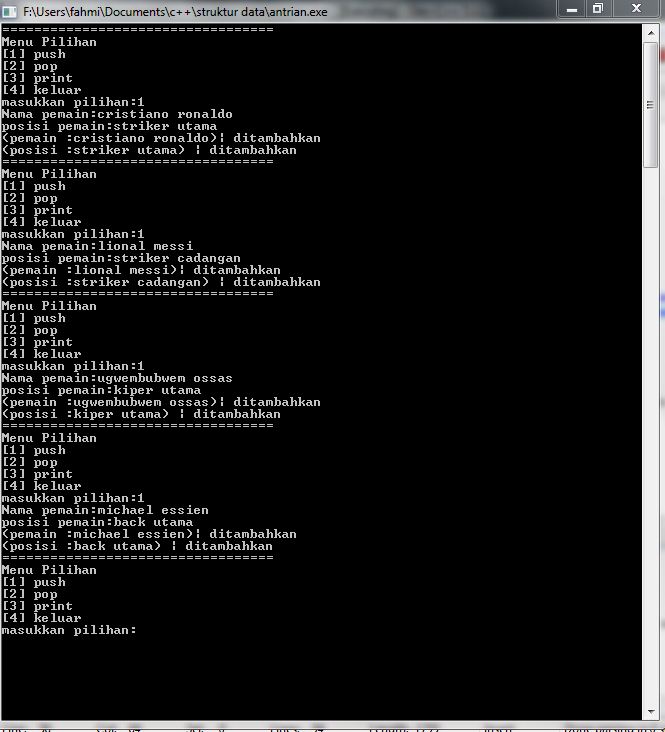 F:\Users\fahmi\Documents\c++\struktur data\antrian.exe
==================================
Menu Pilihan
[1] push
[2] pop
[3] print
[4] keluar
masukkan pilihan:1
Nama pemain:cristiano ronaldo
posisi pemain:striker utama
(pemain :cristiano ronaldo)¦ ditambahkan
(posisi :striker utama) ¦ ditambahkan
==================================
Menu Pilihan
[1] push
[2] pop
[3] print
[4] keluar
masukkan pilihan:1
Nama pemain:lional messi
posisi pemain:striker cadangan
(pemain :lional messi)¦ ditambahkan
(posisi :striker cadangan) ¦ ditambahkan
==================================
Menu Pilihan
[1] push
[2] pop
[3] print
[4] keluar
masukkan pilihan:1
Nama pemain:ugwembubwem ossas
posisi pemain:kiper utama
(pemain :ugwembubwem ossas)¦ ditambahkan
(posisi :kiper utama) ¦ ditambahkan
==================================
Menu Pilihan
[1] push
[2] pop
[3] print
[4] keluar
masukkan pilihan:1
Nama pemain:michael essien
posisi pemain:back utama
(pemain :michael essien)¦ ditambahkan
(posisi :back utama) ¦ ditambahkan
==================================
Menu Pilihan
[1] push
[2] pop
[3] print
[4] keluar
masukkan pilihan: